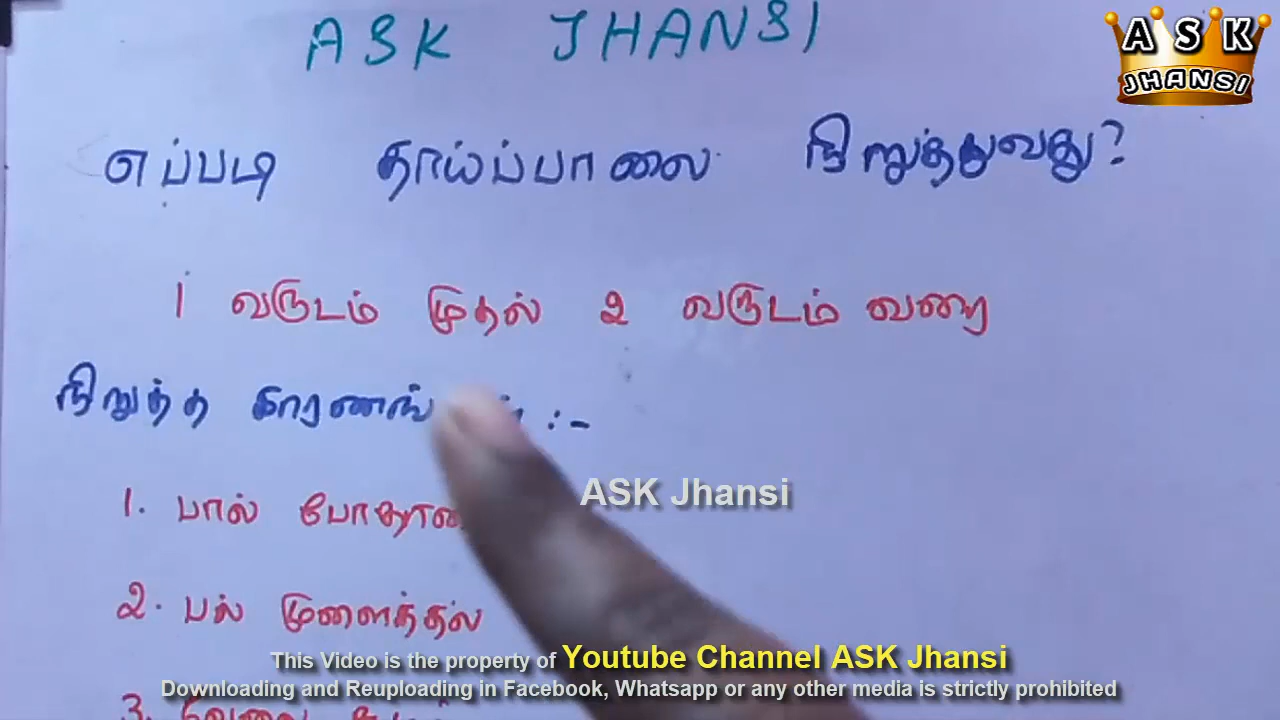 ASK JHANSI
ASK
JHANSI
எப்படி தாய்ப்பாலை நிறுத்துவது?
1 வருடம் முதல் 2 வருடம் வரை
நிறுத்த :-
ASK Jhansi
1. பால்
2. பல் முளைத்தல்
This Video is the property of Youtube Channel ASK Jhansi
Downloading and Reuploading in Facebook, Whatsapp or any other media is strictly prohibited
3.